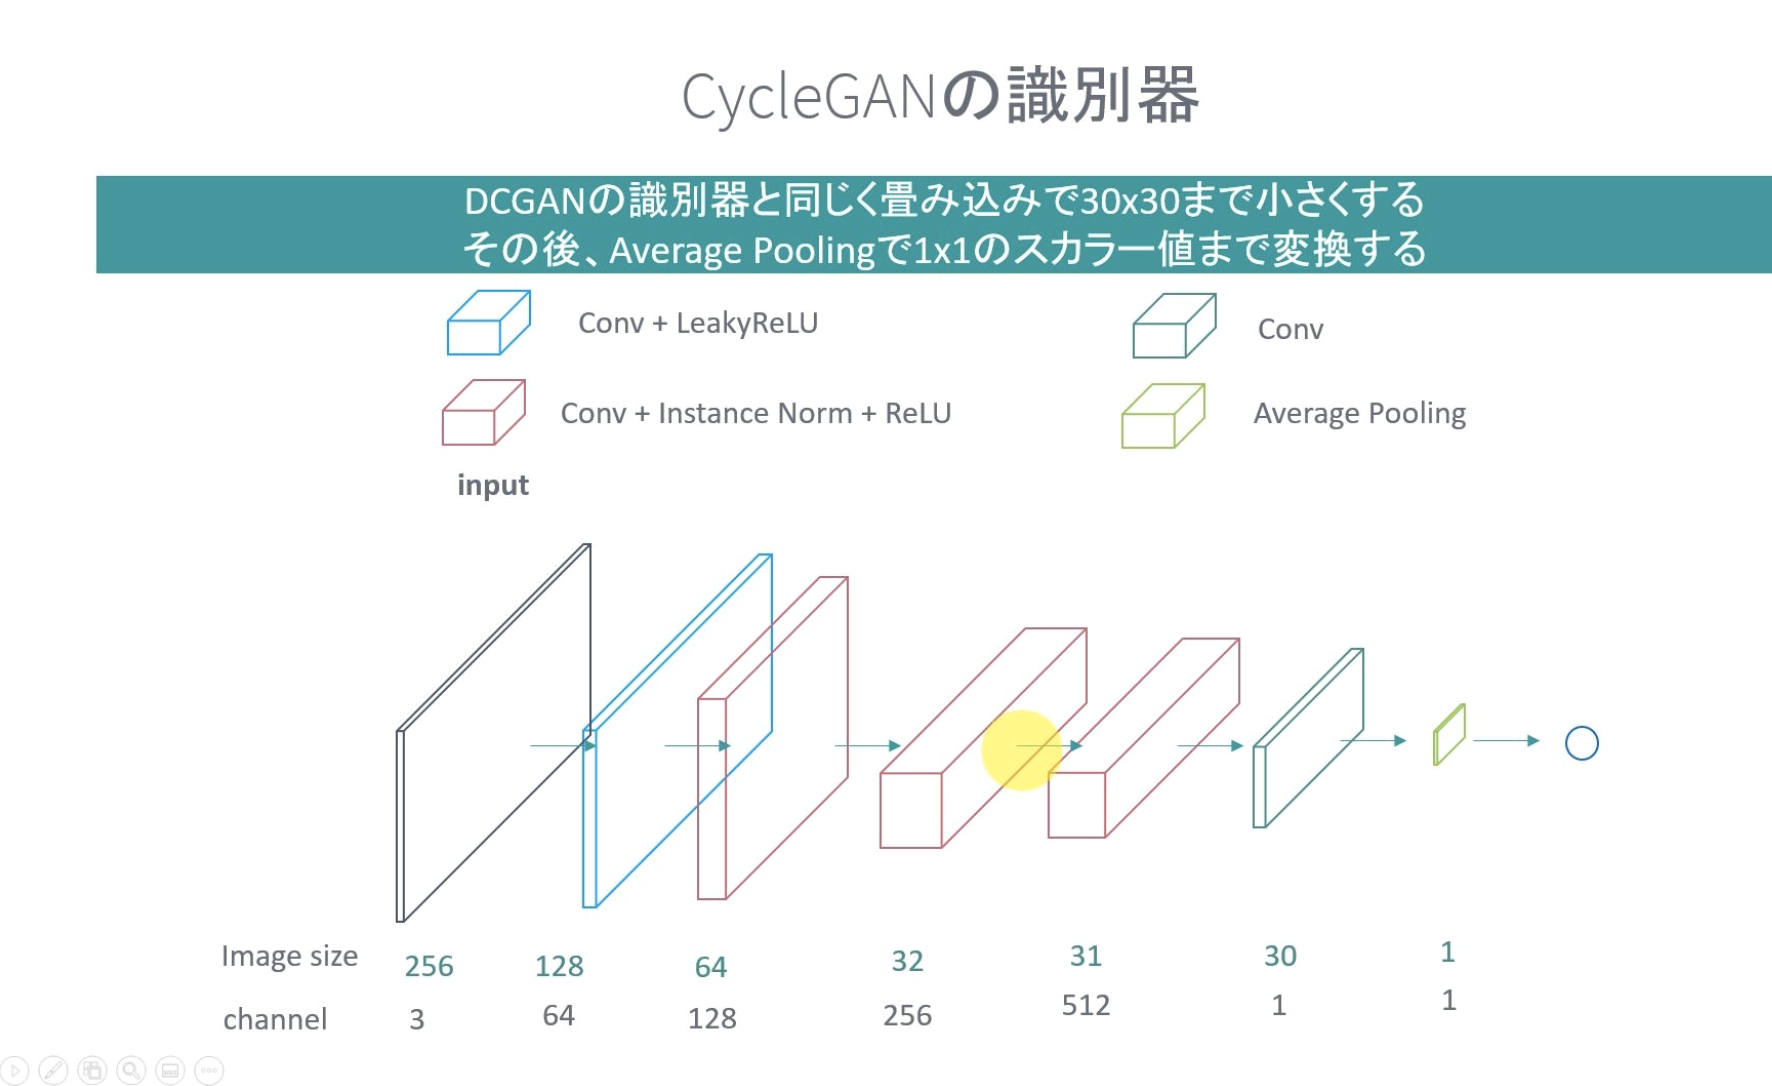 CycleGANの識別器
DCGANの識別器と同じく畳み込みで30x30まで小さくする
その後、Average Poolingで1x1のスカラー値まで変換する
Conv + LeakyReLU
Conv
Conv + Instance Norm + ReLU
Average Pooling
input
Image size 256 128 64 32 31 30 1
channel 3 64 128 256 512 1 1